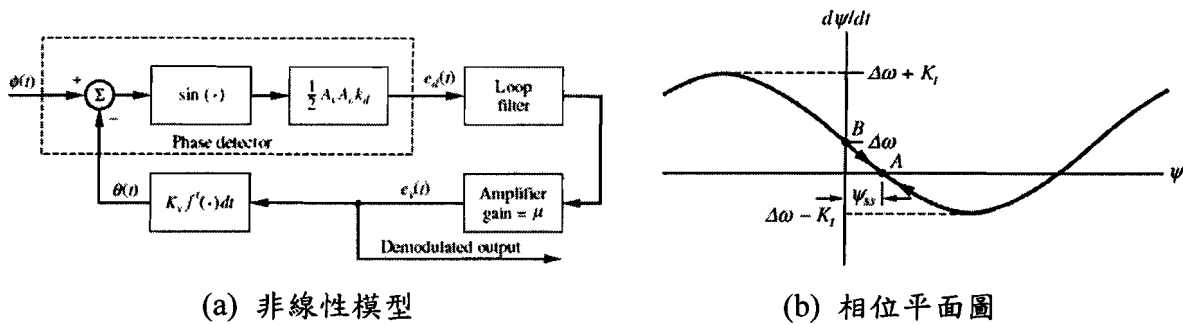 ϕ(t)
+
Σ
−
sin (·)
½ A_v A_c k_d
Phase detector
e_d(t)
Loop
filter
θ(t)
K_v ∫^t(·)dt
e_v(t)
Amplifier
gain = μ
Demodulated output
(a) 非線性模型
dψ/dt
Δω + K_t
B
Δω
A
ψ
ψ_ss
Δω − K_t
(b) 相位平面圖